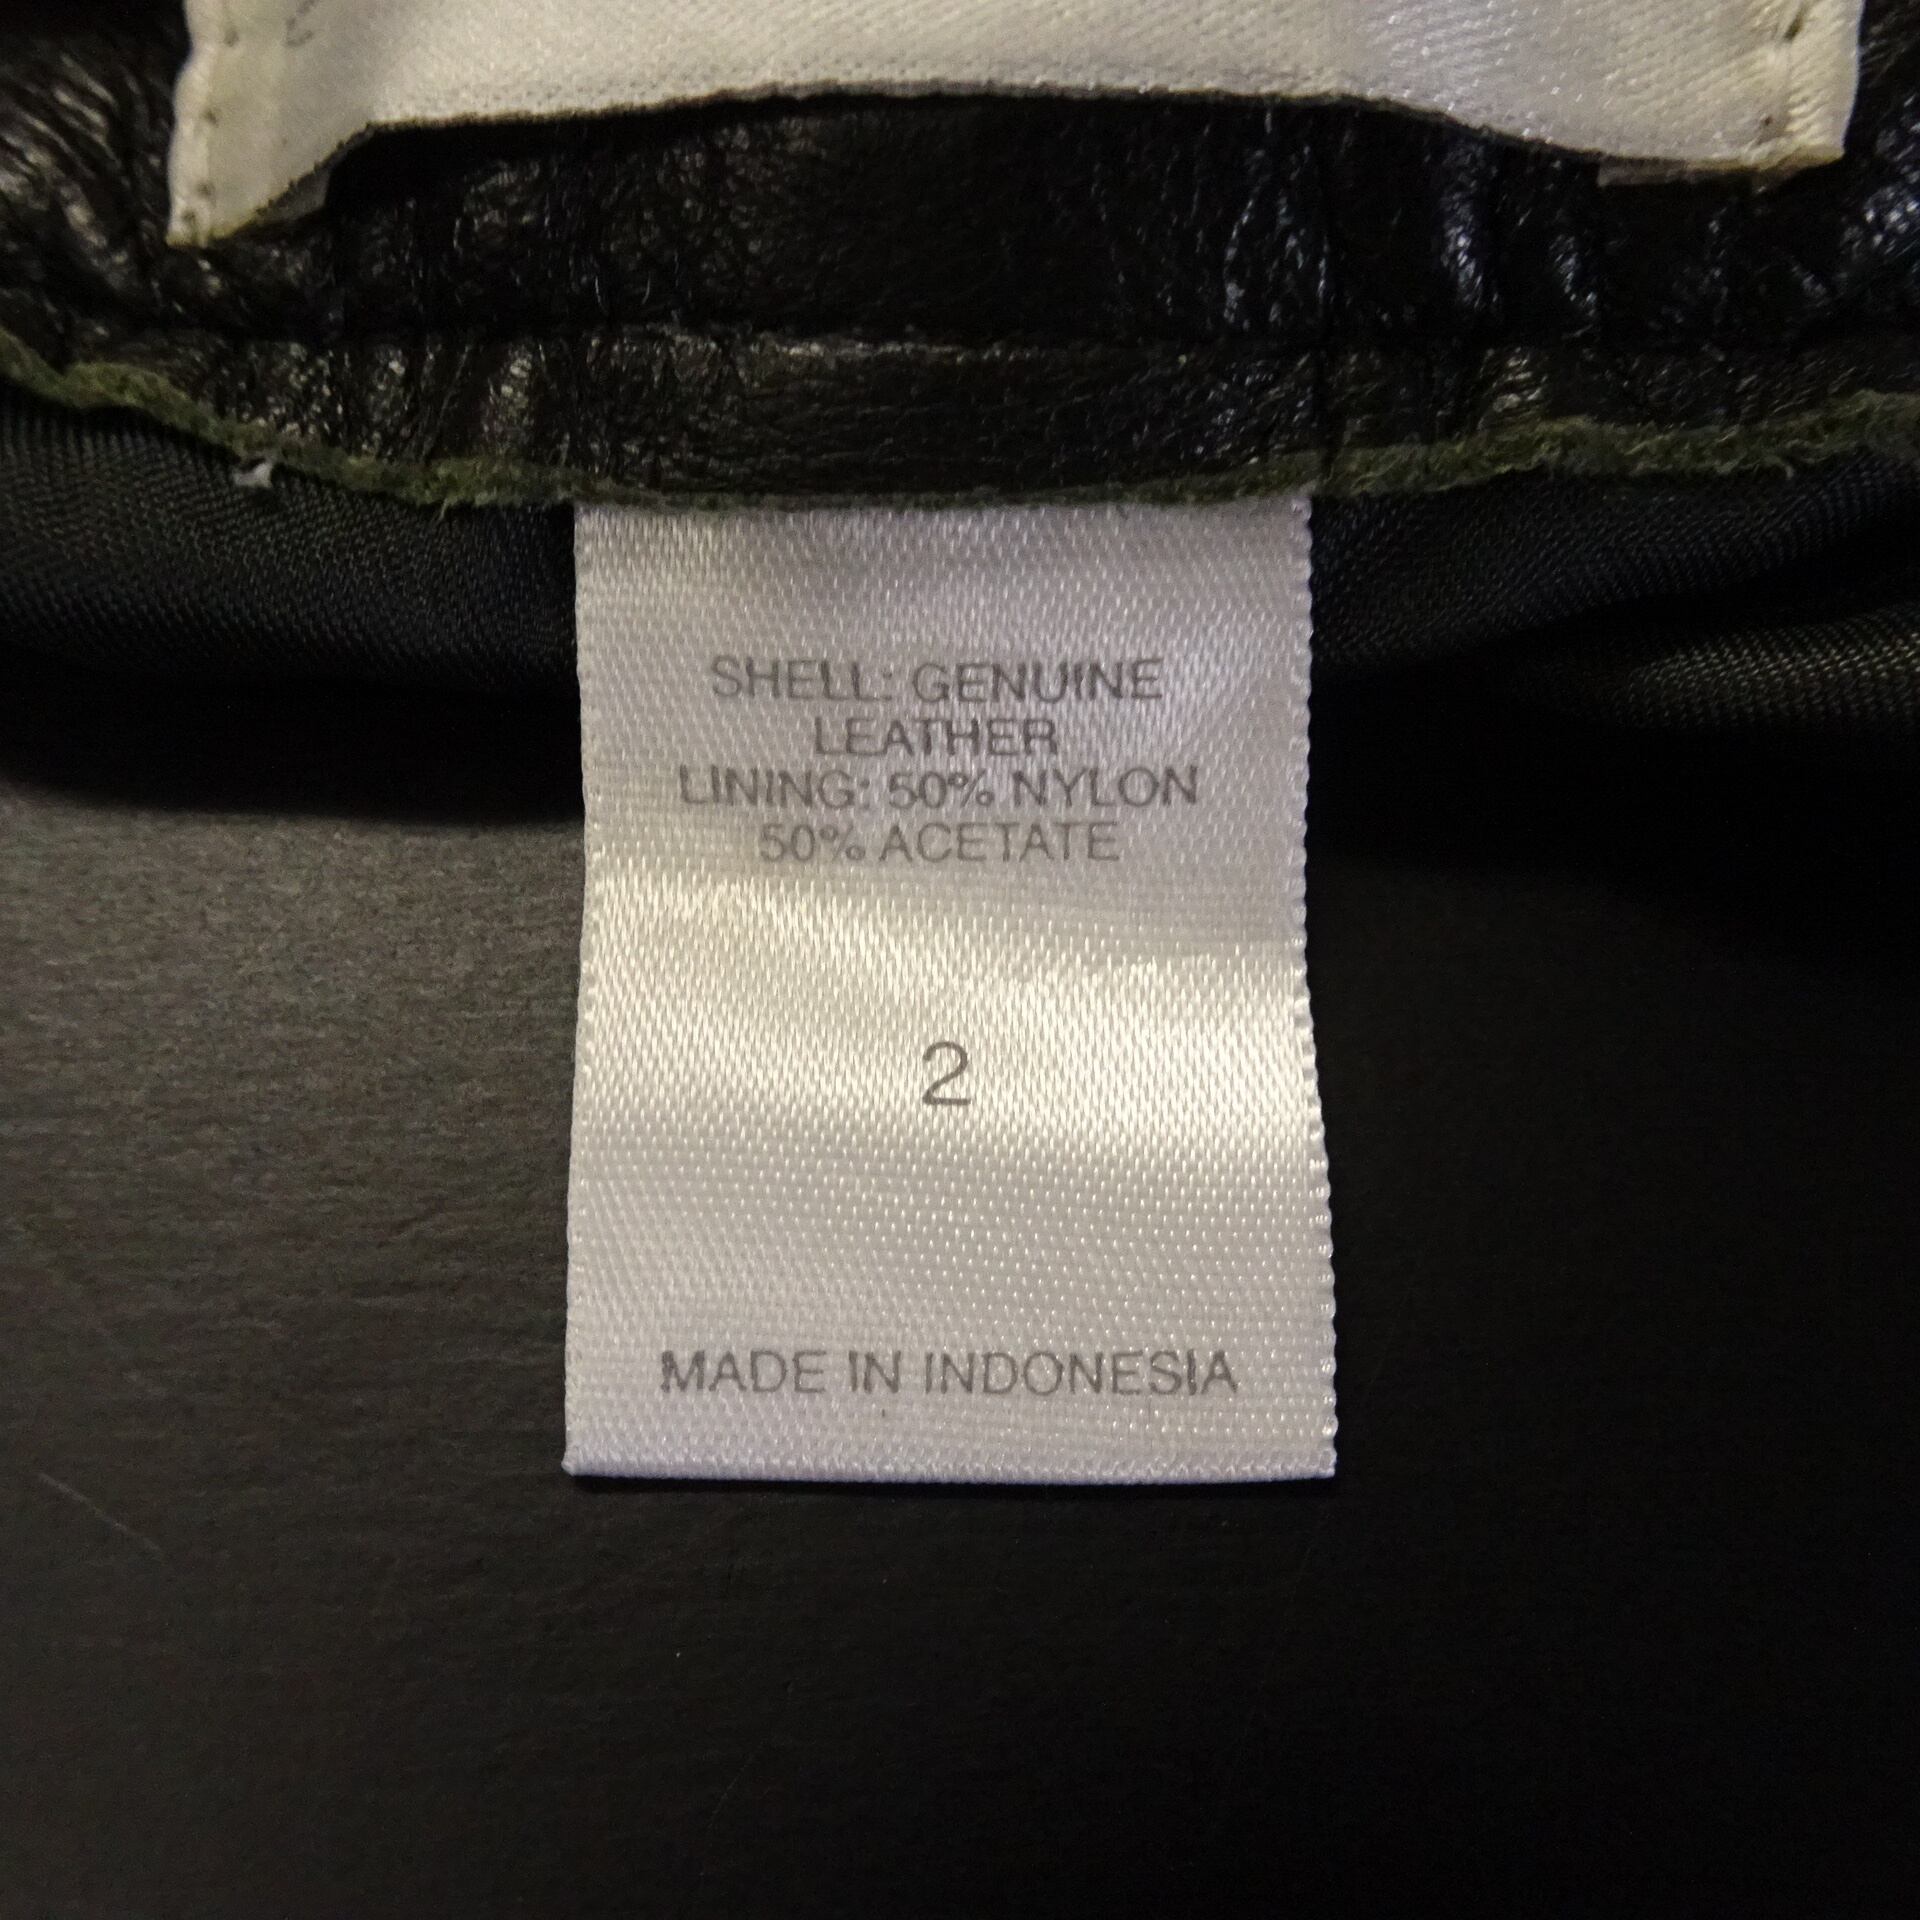 SHELL: GENUINE
LEATHER
LINING: 50% NYLON
50% ACETATE
2
MADE IN INDONESIA